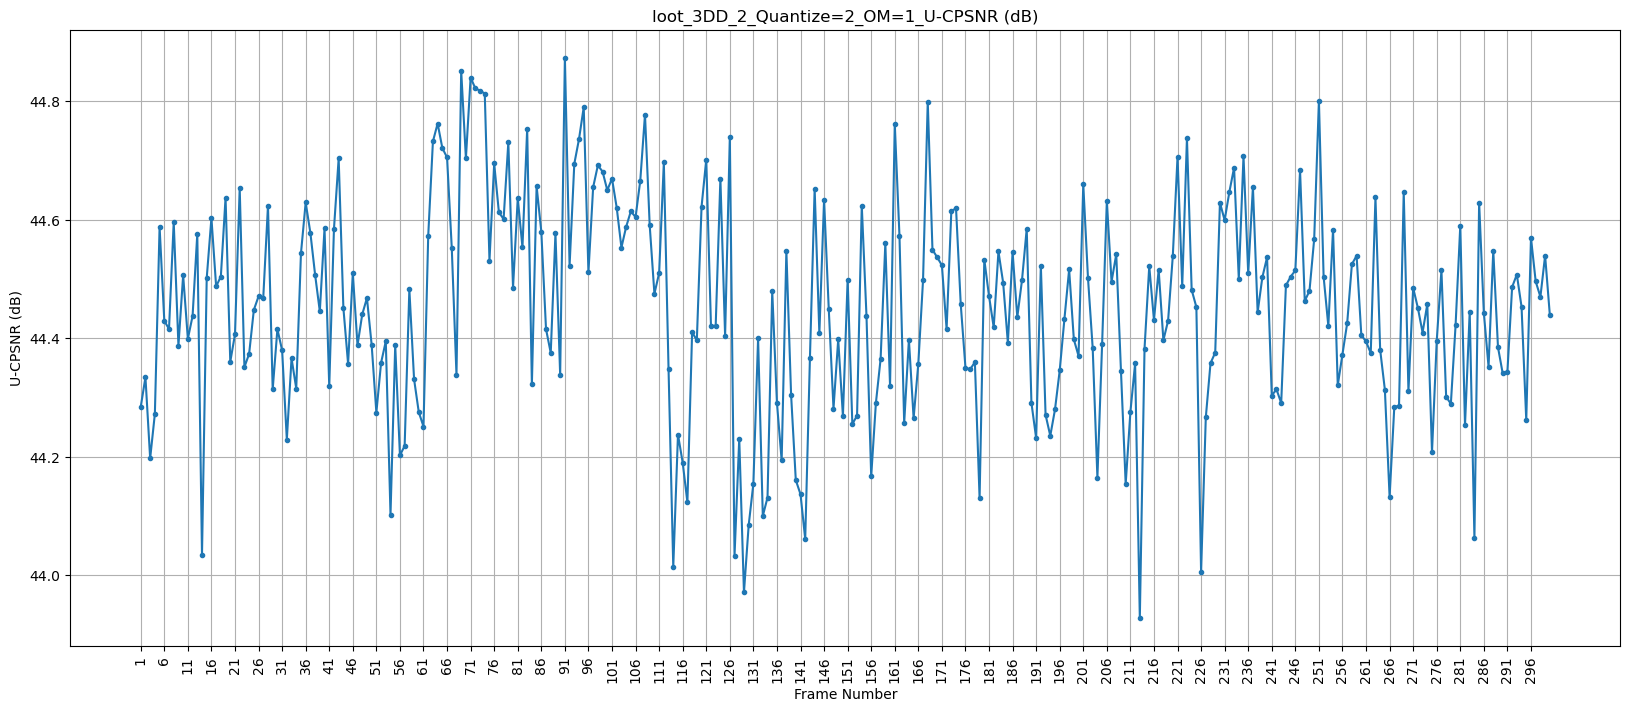 loot_3DD_2_Quantize=2_OM=1_U-CPSNR (dB)
U-CPSNR (dB)
44.8
44.6
44.4
44.2
44.0
1 6 11 16 21 26 31 36 41 46 51 56 61 66 71 76 81 86 91 96 101 106 111 116 121 126 131 136 141 146 151 156 161 166 171 176 181 186 191 196 201 206 211 216 221 226 231 236 241 246 251 256 261 266 271 276 281 286 291 296
Frame Number